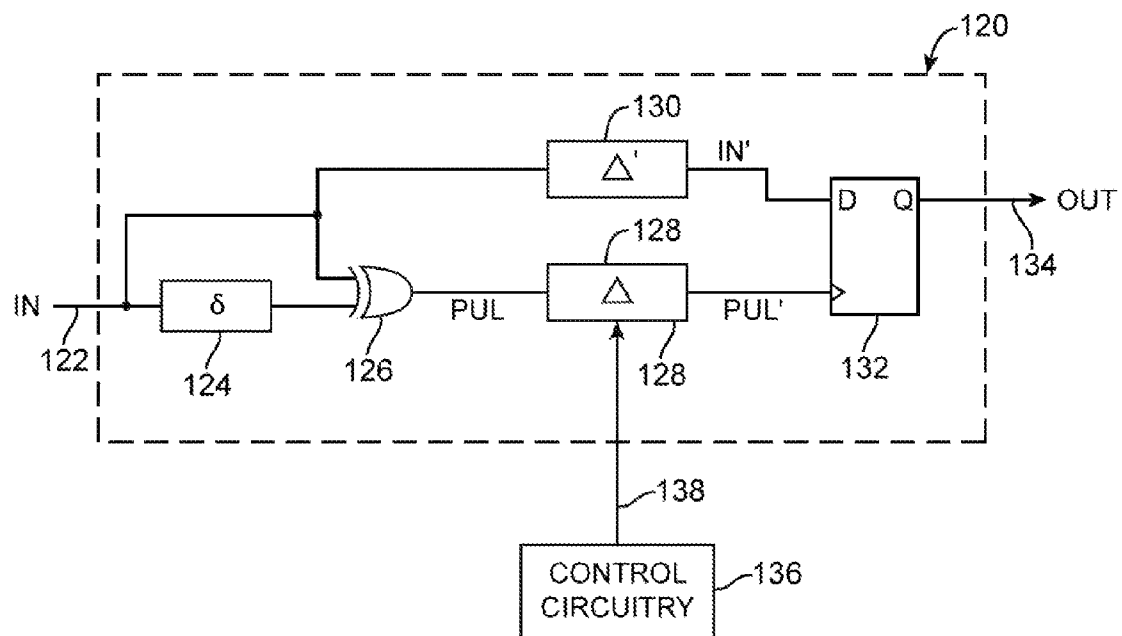 120
130
Δ'
IN'
D Q
OUT
134
128
Δ
PUL
PUL'
IN
δ
122
124
126
128
132
138
CONTROL
CIRCUITRY
136